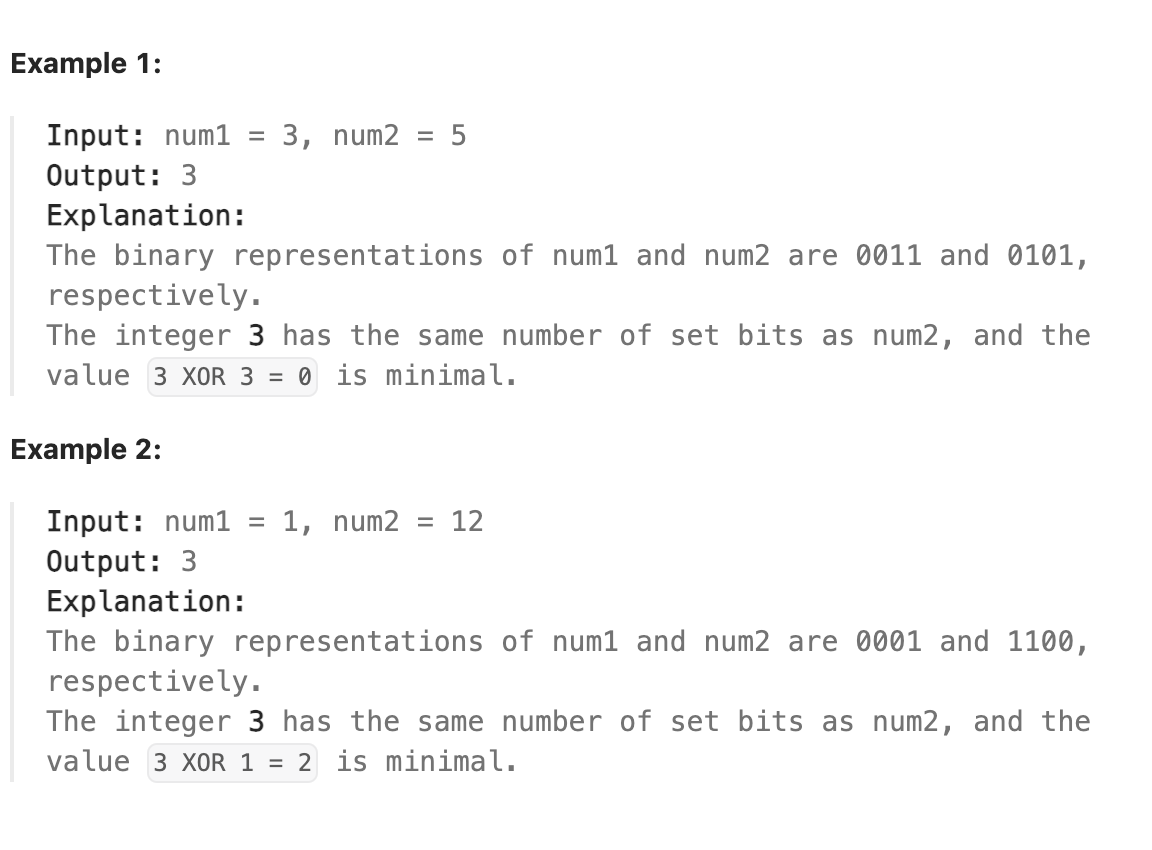 Example 1:
Input: num1 = 3, num2 = 5
Output: 3
Explanation:
The binary representations of num1 and num2 are 0011 and 0101,
respectively.
The integer 3 has the same number of set bits as num2, and the
value 3 XOR 3 = 0 is minimal.
Example 2:
Input: num1 = 1, num2 = 12
Output: 3
Explanation:
The binary representations of num1 and num2 are 0001 and 1100,
respectively.
The integer 3 has the same number of set bits as num2, and the
value 3 XOR 1 = 2 is minimal.